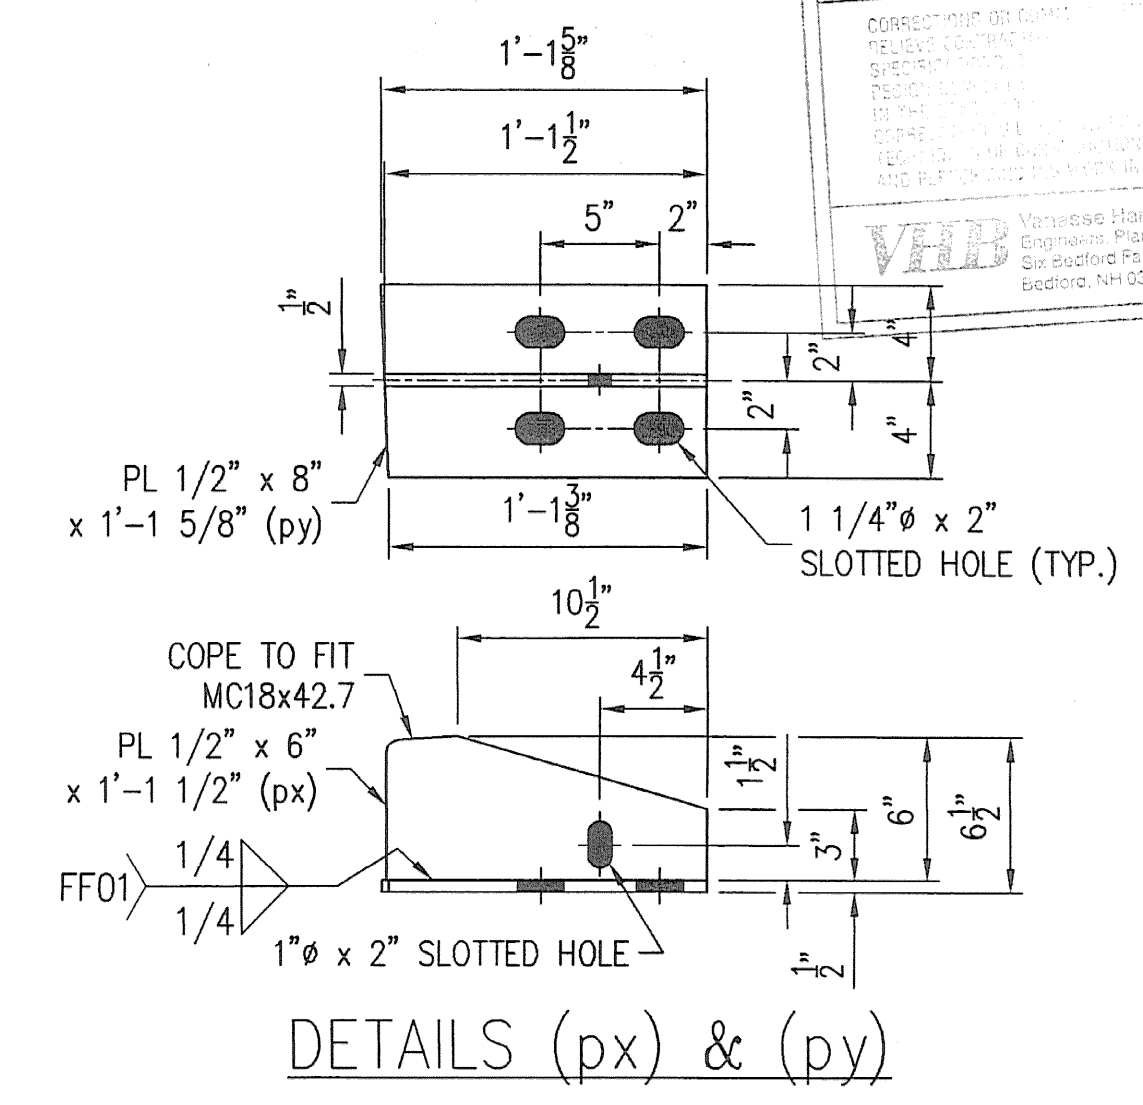 CORRECTIONS OR
RELIEVE
IN THE
VHB
Vanasse
Engineers,
Six Bedford
Bedford, NH 03
1'-1 5/8"
1'-1 1/2"
5" 2"
1/2"
2" 4"
2" 4"
PL 1/2" x 8"
x 1'-1 5/8" (py)
1'-1 3/8"
1 1/4"ø x 2"
SLOTTED HOLE (TYP.)
10 1/2"
4 1/2"
COPE TO FIT
MC18x42.7
PL 1/2" x 6"
x 1'-1 1/2" (px)
1 1/2"
3" 6" 6 1/2"
1/4
FF01
1/4
1"ø x 2" SLOTTED HOLE
1/2"
DETAILS (px) & (py)